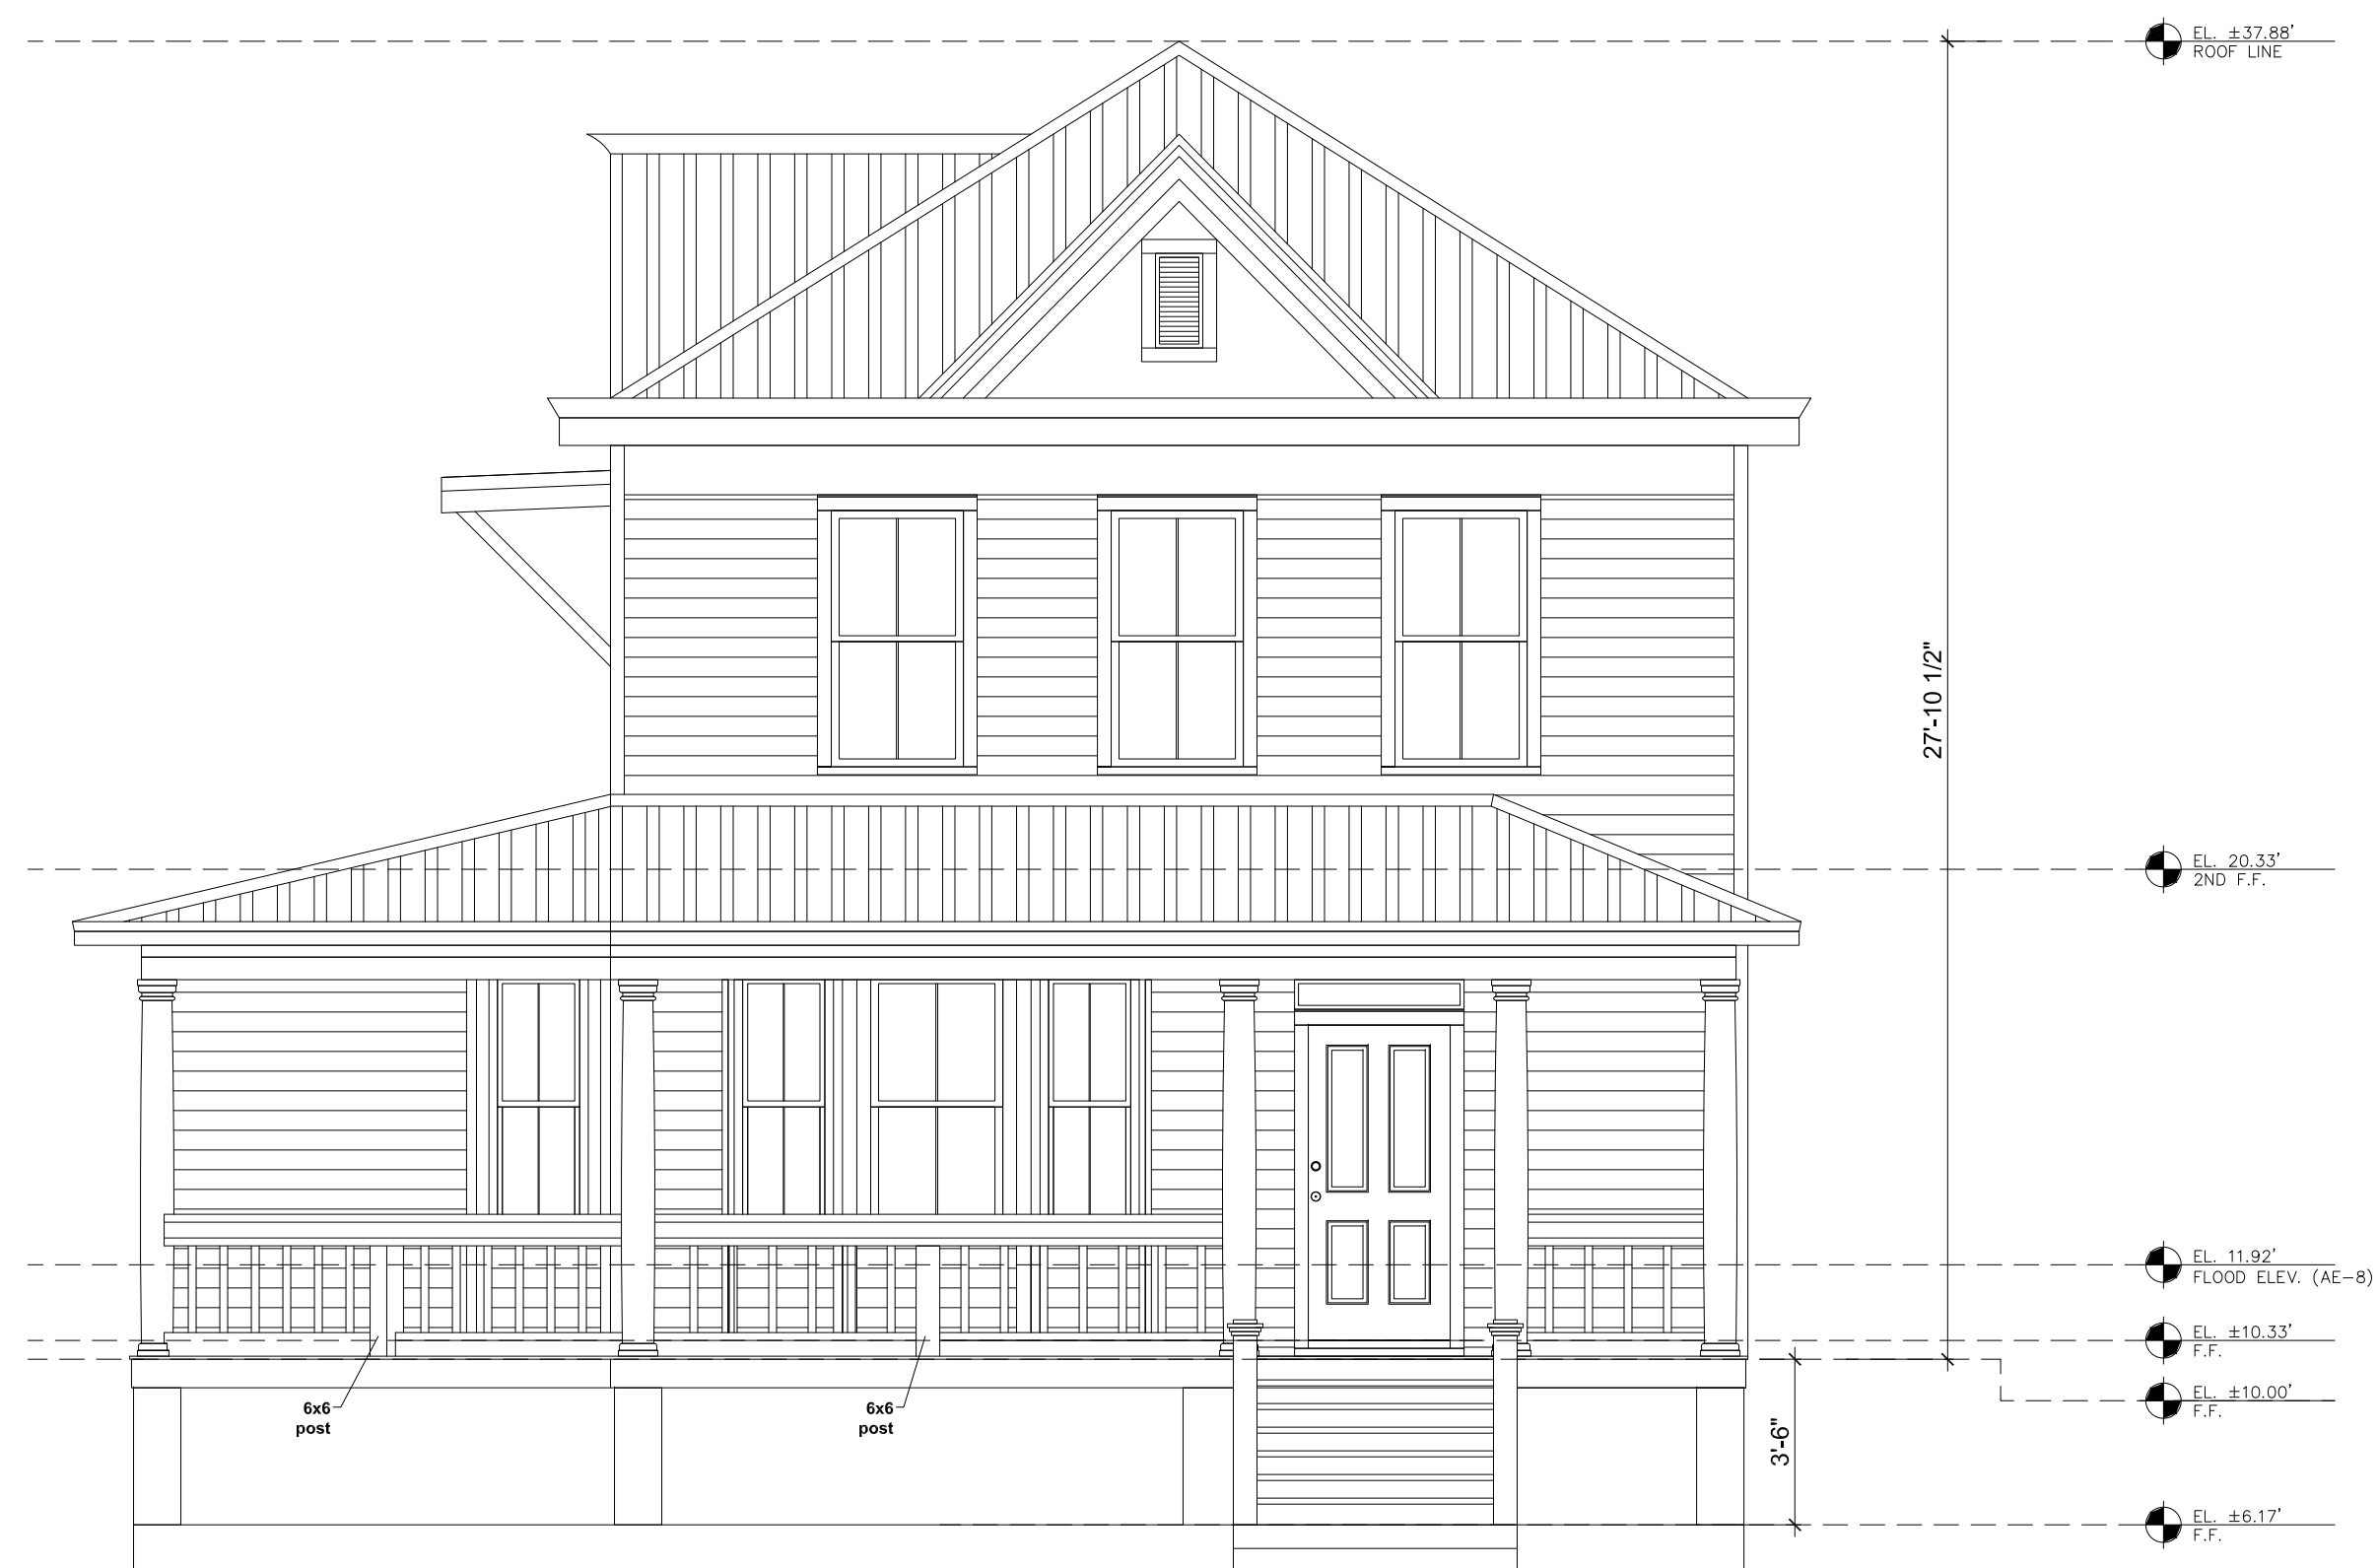 EL. ±37.88'
ROOF LINE
27'-10 1/2"
EL. 20.33'
2ND F.F.
EL. 11.92'
FLOOD ELEV. (AE-8)
EL. ±10.33'
F.F.
EL. ±10.00'
F.F.
6x6
post
6x6
post
3'-6"
EL. ±6.17'
F.F.